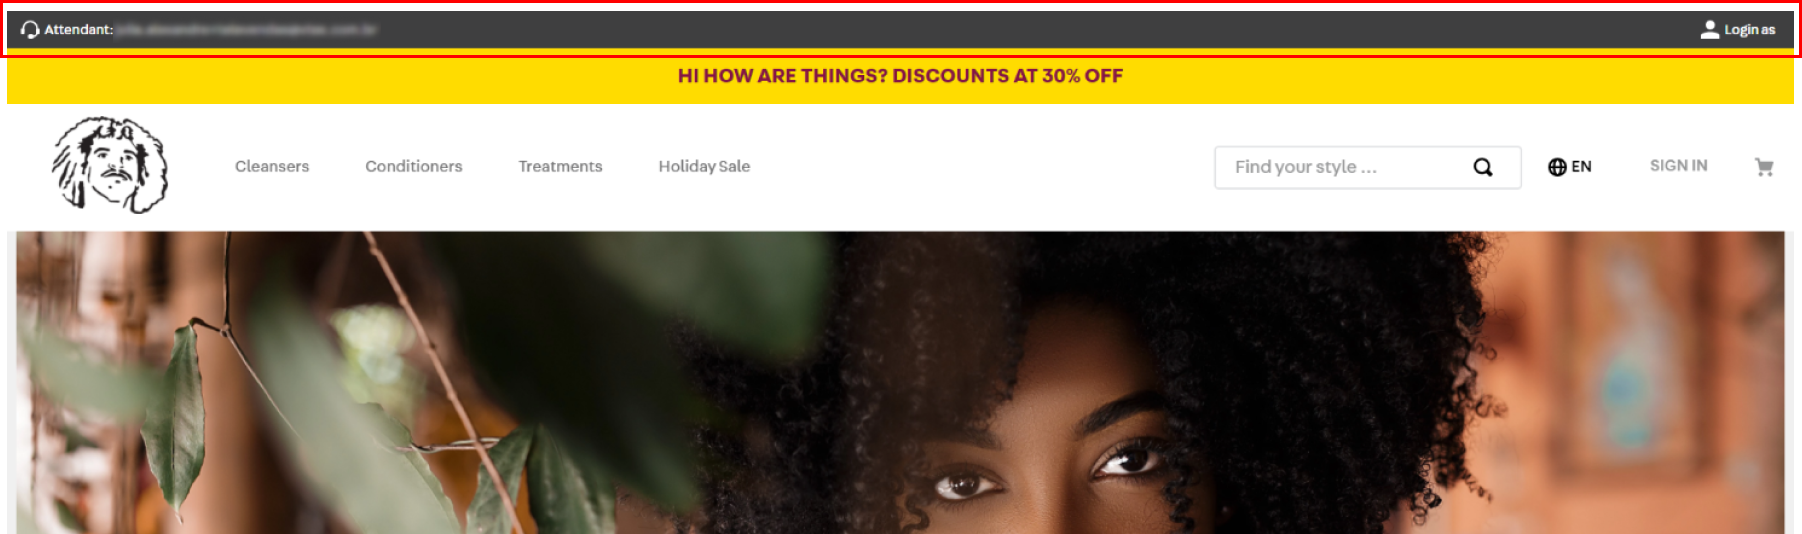 Attendant:
Login as
HI HOW ARE THINGS? DISCOUNTS AT 30% OFF
Cleansers Conditioners Treatments Holiday Sale Find your style ... EN SIGN IN